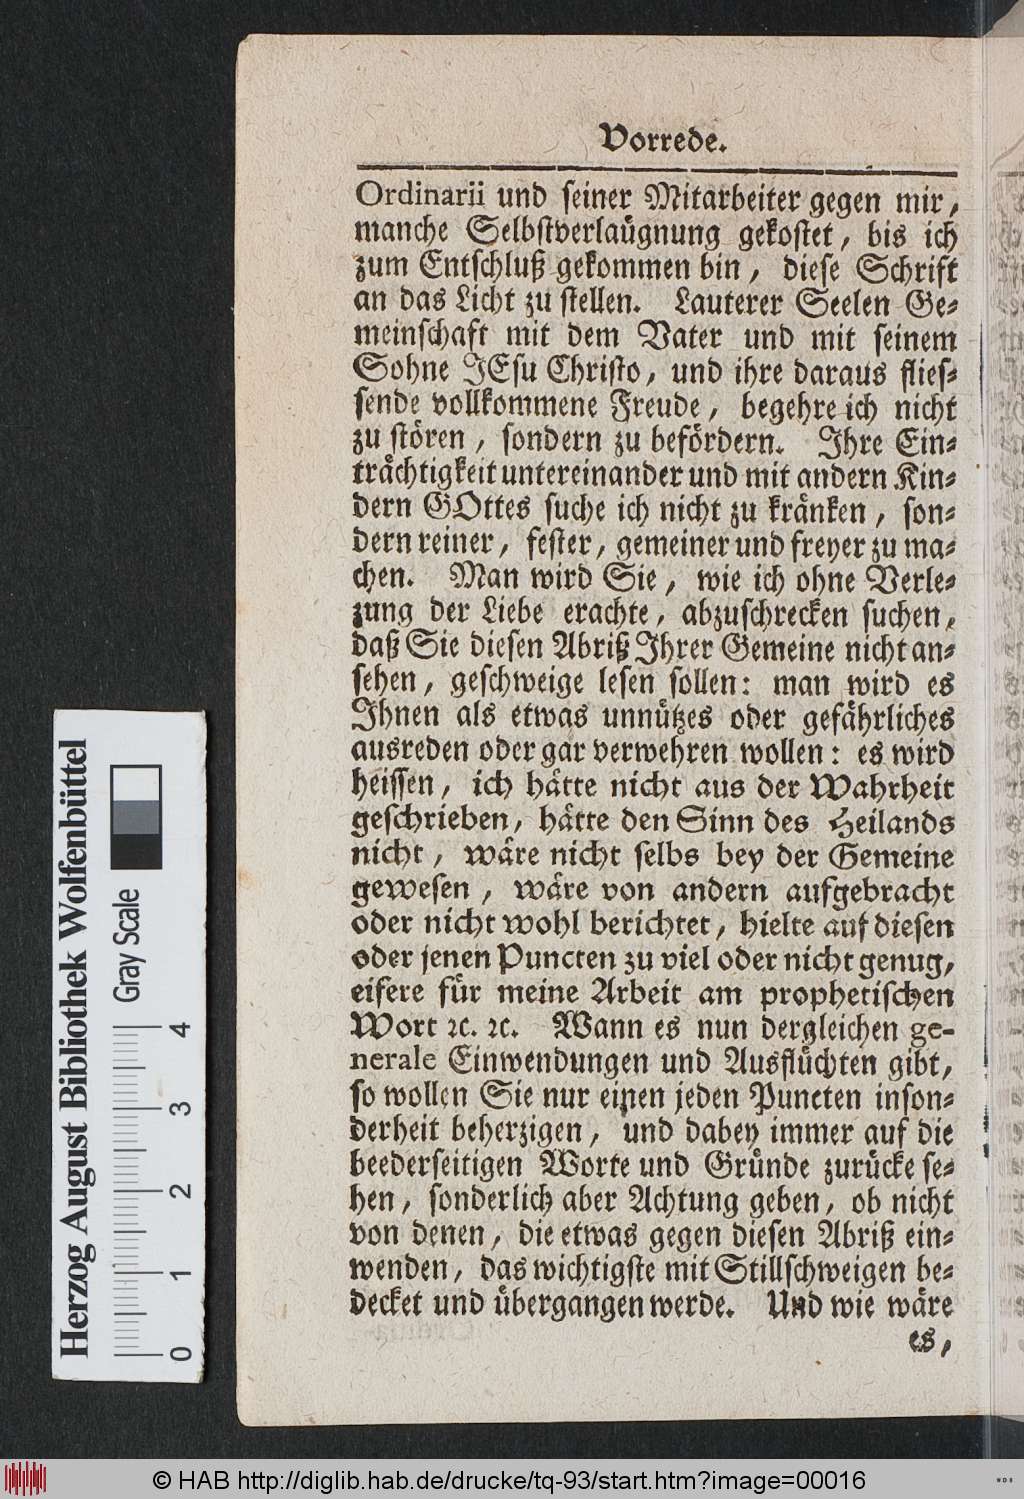 Vorrede.
Ordinarii und seiner Mitarbeiter gegen mir,
manche Selbstverlaügnung gekostet, bis ich
zum Entschluß gekommen bin, diese Schrift
an das Licht zu stellen. Lauterer Seelen Ge-
meinschaft mit dem Vater und mit seinem
Sohne JEsu Christo, und ihre daraus flies-
sende vollkommene Freude, begehre ich nicht
zu stören, sondern zu befördern. Ihre Ein-
trächtigkeit untereinander und mit andern Kin-
dern GOttes suche ich nicht zu kränken, son-
dern reiner, fester, gemeiner und freyer zu ma-
chen. Man wird Sie, wie ich ohne Verle-
zung der Liebe erachte, abzuschrecken suchen,
daß Sie diesen Abriß Ihrer Gemeine nicht an-
sehen, geschweige lesen sollen: man wird es
Ihnen als etwas unnützes oder gefährliches
ausreden oder gar verwehren wollen: es wird
heissen, ich hätte nicht aus der Wahrheit
geschrieben, hätte den Sinn des Heilands
nicht, wäre nicht selbs bey der Gemeine
gewesen, wäre von andern aufgebracht
oder nicht wohl berichtet, hielte auf diesen
oder jenen Puncten zu viel oder nicht genug,
eifere für meine Arbeit am prophetischen
Wort ꝛc. ꝛc. Wann es nun dergleichen ge-
nerale Einwendungen und Ausflüchten gibt,
so wollen Sie nur einen jeden Puncten inson-
derheit beherzigen, und dabey immer auf die
beederseitigen Worte und Gründe zurücke se-
hen, sonderlich aber Achtung geben, ob nicht
von denen, die etwas gegen diesen Abriß ein-
wenden, das wichtigste mit Stillschweigen be-
decket und übergangen werde. Und wie wäre
es,
Herzog August Bibliothek Wolfenbüttel
Gray Scale
0 1 2 3 4
© HAB http://diglib.hab.de/drucke/tq-93/start.htm?image=00016